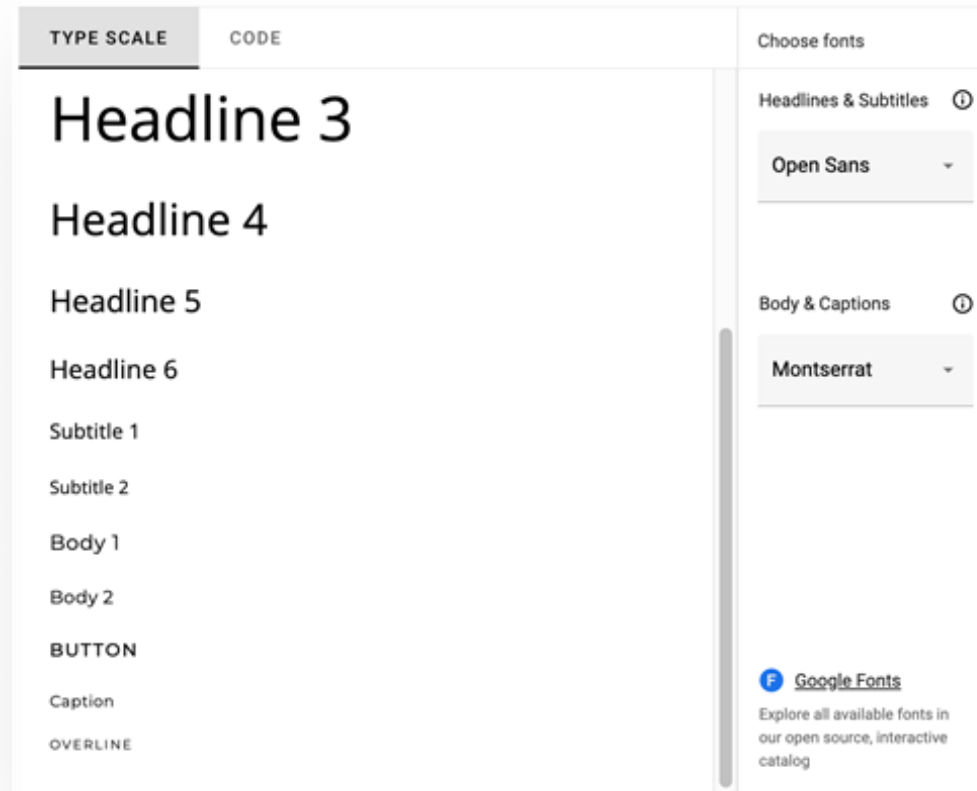 TYPE SCALE
CODE
Headline 3
Headline 4
Headline 5
Headline 6
Subtitle 1
Subtitle 2
Body 1
Body 2
BUTTON
Caption
OVERLINE
Choose fonts
Headlines & Subtitles
Open Sans
Body & Captions
Montserrat
F Google Fonts
Explore all available fonts in
our open source, interactive
catalog